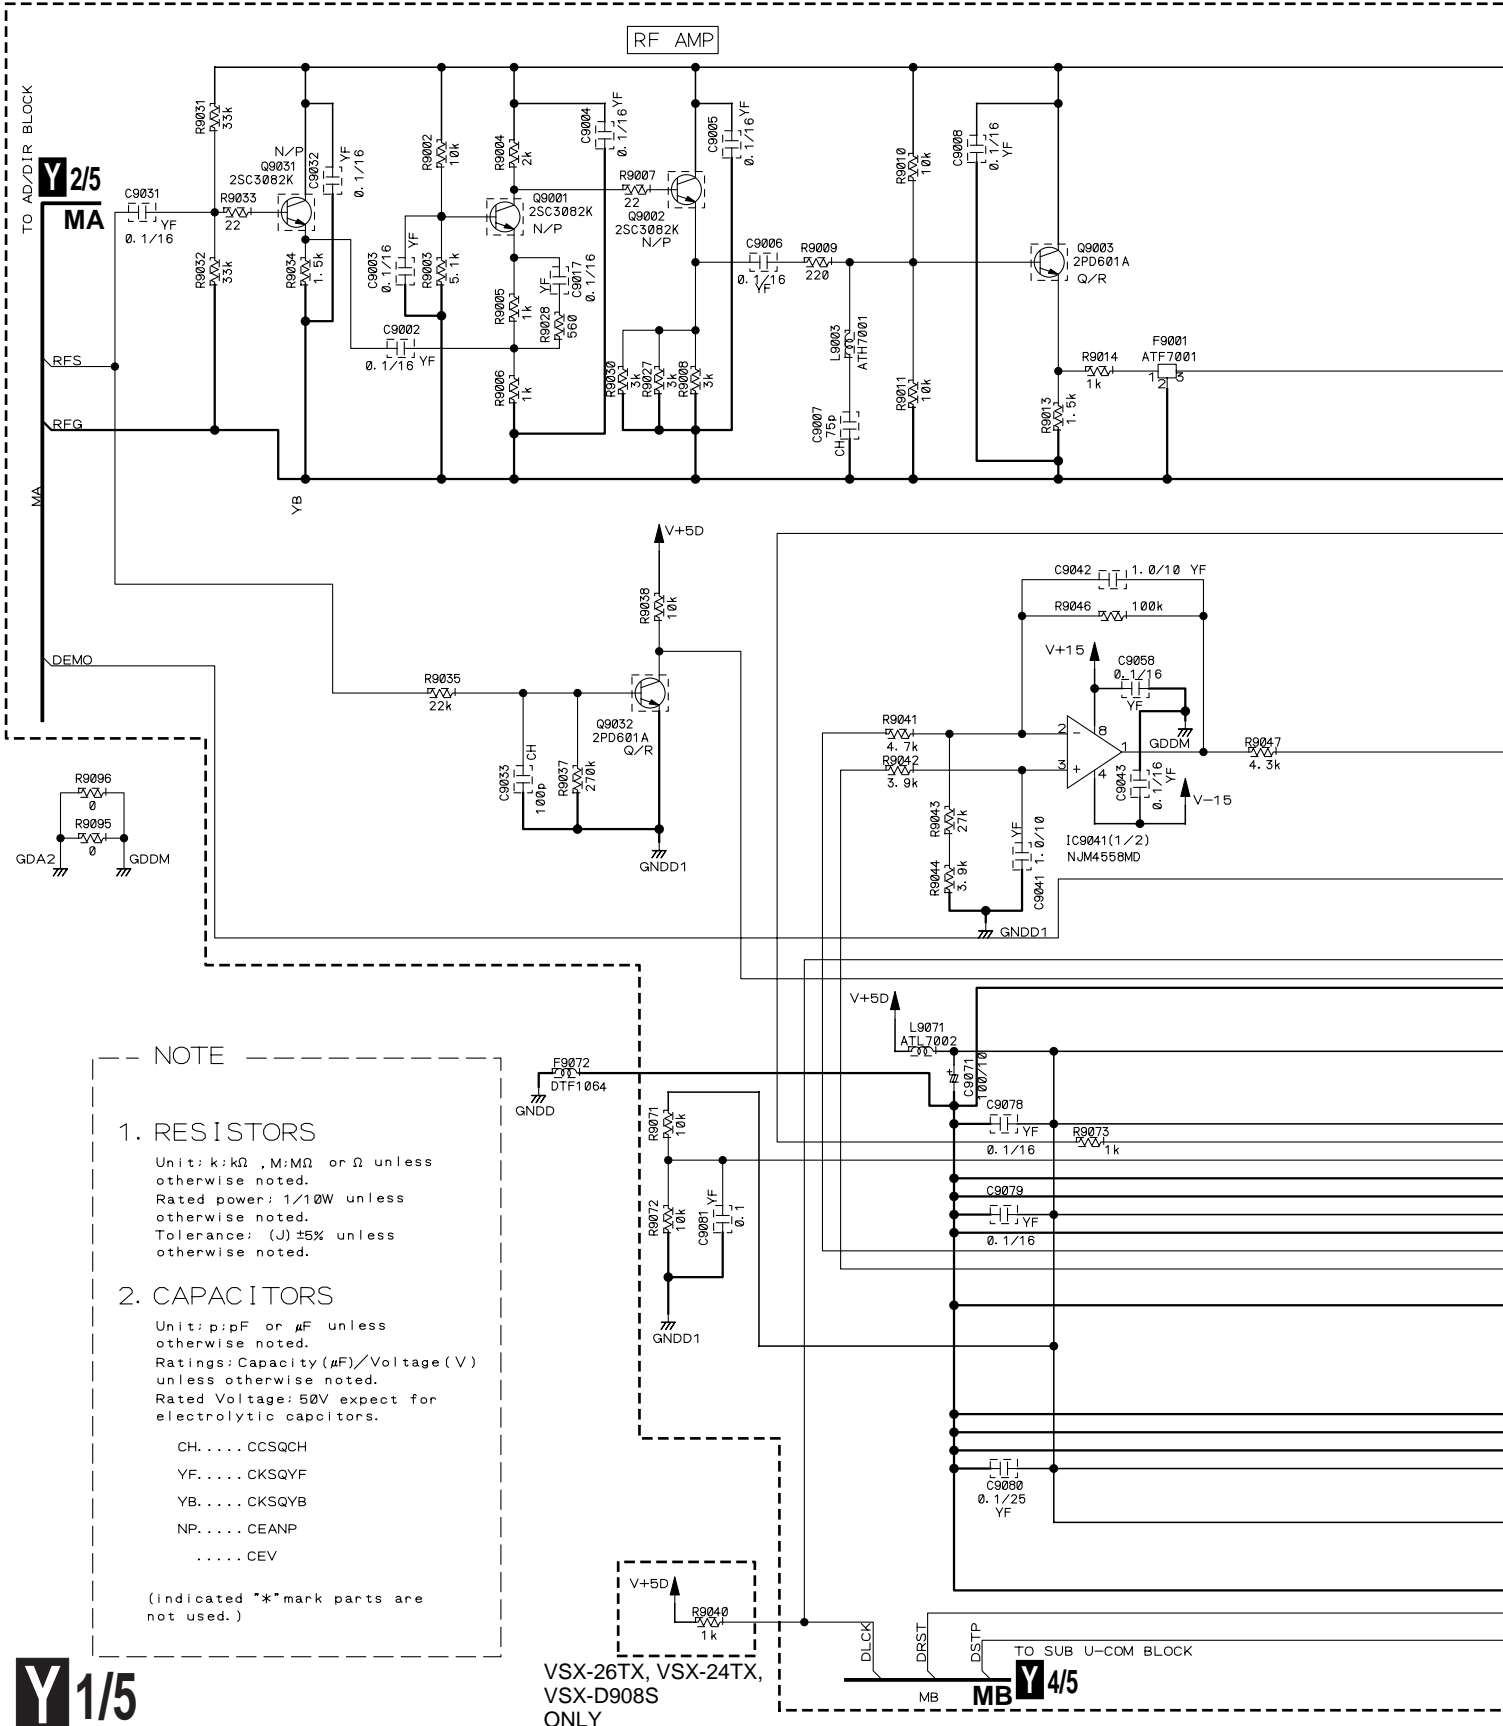 RF AMP
TO AD/DIR BLOCK
Y 2/5
MA
C9031
YF
0.1/16
R9031
33k
R9033
22
R9032
33k
N/P
Q9031
2SC3082K
C9032
YF
0.1/16
R9034
1.5k
R9002
10k
C9003
0.1/16
YF
R9003
5.1k
C9002
0.1/16 YF
R9004
2k
Q9001
2SC3082K
N/P
R9005
1k
R9006
1k
YF
C9017
0.1/16
R9028
560
C9004
0.1/16
YF
R9007
22
Q9002
2SC3082K
N/P
C9005
0.1/16
YF
R9030
3k
R9027
3k
R9008
3k
C9006
0.1/16
YF
R9009
220
L9003
ATH7001
C9007
75p
CH
R9010
10k
R9011
10k
C9008
0.1/16
YF
Q9003
2PD601A
Q/R
R9013
1.5k
R9014
1k
F9001
ATF7001
1 2 3
RFS
RFG
MA
YB
DEMO
V+5D
R9038
10k
R9035
22k
Q9032
2PD601A
Q/R
C9033
100p
CH
R9037
270k
GNDD1
C9042 1.0/10 YF
R9046 100k
V+15
C9058
0.1/16
YF
GDDM
R9041
4.7k
R9042
3.9k
2 -
3 +
8
1
4
C9043
0.1/16
YF
V-15
R9047
4.3k
IC9041(1/2)
NJM4558MD
R9043
27k
R9044
3.9k
YF
C9041 1.0/10
GNDD1
R9096
0
R9095
0
GDA2
GDDM
V+5D
L9071
ATL7002
+
C9071
100/10
F9072
DTF1064
GNDD
R9071
10k
R9072
10k
C9081
YF
0.1
GNDD1
C9078
YF
0.1/16
R9073
1k
C9079
YF
0.1/16
C9080
0.1/25
YF
NOTE
1. RESISTORS
Unit: k:kΩ ,M:MΩ or Ω unless
otherwise noted.
Rated power: 1/10W unless
otherwise noted.
Tolerance: (J) ±5% unless
otherwise noted.
2. CAPACITORS
Unit: p:pF or μF unless
otherwise noted.
Ratings: Capacity (μF)/Voltage (V)
unless otherwise noted.
Rated Voltage: 50V expect for
electrolytic capcitors.
CH..... CCSQCH
YF..... CKSQYF
YB..... CKSQYB
NP..... CEANP
..... CEV
(indicated "*" mark parts are
not used.)
V+5D
R9040
1k
VSX-26TX, VSX-24TX,
VSX-D908S
ONLY
DLCK
DRST
DSTP
TO SUB U-COM BLOCK
MB
MB Y 4/5
Y 1/5